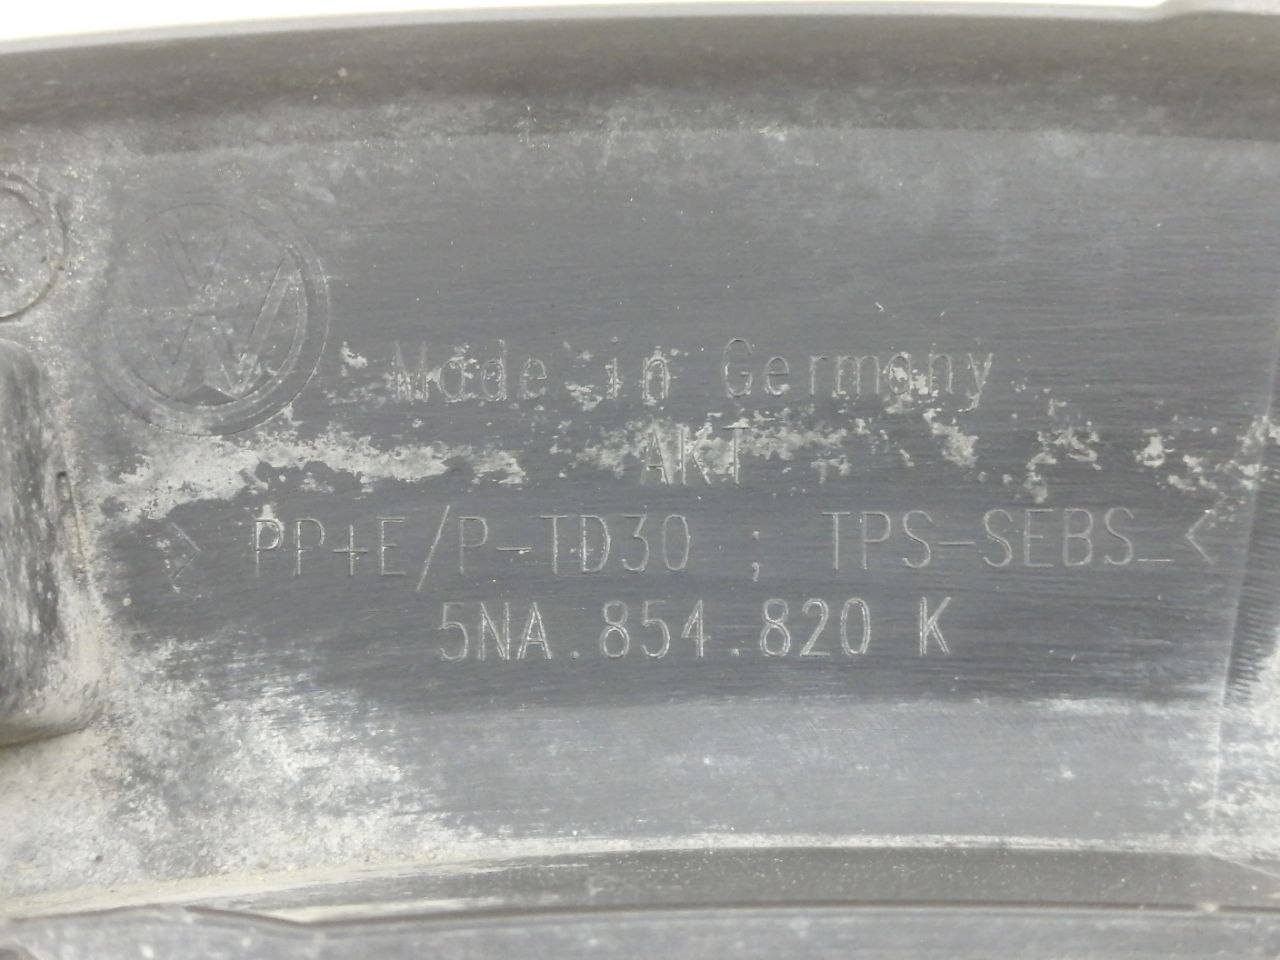 Made in Germany
AKT
> PP+E/P-TD30 ; TPS-SEBS <
5NA.854.820 K